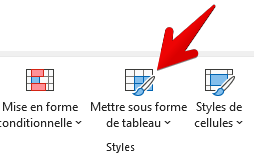 Mise en forme
conditionnelle
Mettre sous forme
de tableau
Styles de
cellules
Styles